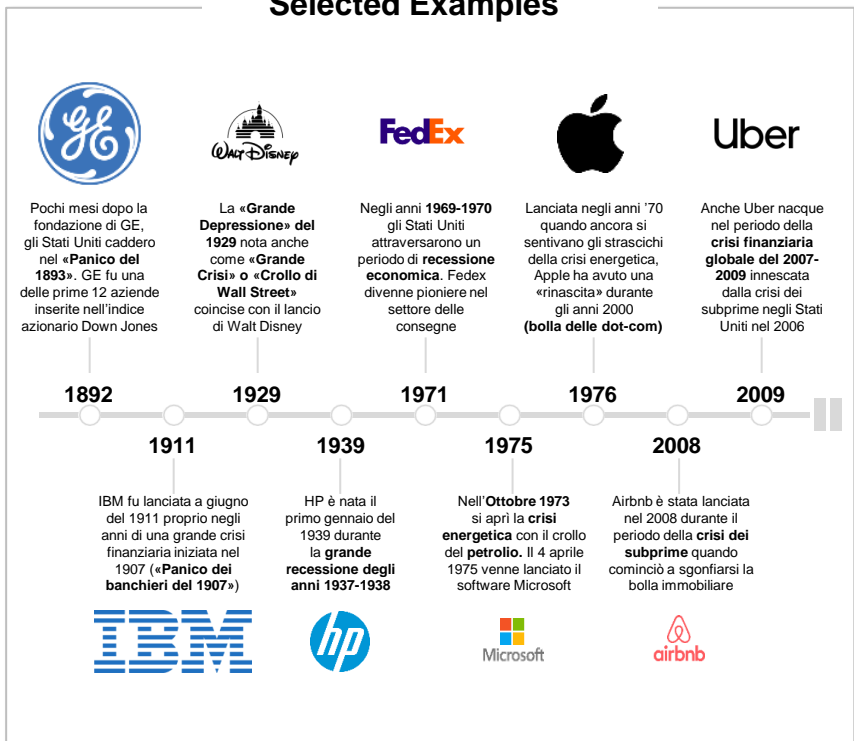 Selected Examples
GE
WALT DISNEY
FedEx
Uber
Pochi mesi dopo la
fondazione di GE,
gli Stati Uniti caddero
nel «Panico del
1893». GE fu una
delle prime 12 aziende
inserite nell'indice
azionario Down Jones
La «Grande
Depressione» del
1929 nota anche
come «Grande
Crisi» o «Crollo di
Wall Street»
coincise con il lancio
di Walt Disney
Negli anni 1969-1970
gli Stati Uniti
attraversarono un
periodo di recessione
economica. Fedex
divenne pioniere nel
settore delle
consegne
Lanciata negli anni '70
quando ancora si
sentivano gli strascichi
della crisi energetica,
Apple ha avuto una
«rinascita» durante
gli anni 2000
(bolla delle dot-com)
Anche Uber nacque
nel periodo della
crisi finanziaria
globale del 2007-
2009 innescata
dalla crisi dei
subprime negli Stati
Uniti nel 2006
1892
1929
1971
1976
2009
1911
1939
1975
2008
IBM fu lanciata a giugno
del 1911 proprio negli
anni di una grande crisi
finanziaria iniziata nel
1907 («Panico dei
banchieri del 1907»)
HP è nata il
primo gennaio del
1939 durante
la grande
recessione degli
anni 1937-1938
Nell'Ottobre 1973
si aprì la crisi
energetica con il crollo
del petrolio. Il 4 aprile
1975 venne lanciato il
software Microsoft
Airbnb è stata lanciata
nel 2008 durante il
periodo della crisi dei
subprime quando
cominciò a sgonfiarsi la
bolla immobiliare
IBM
hp
Microsoft
airbnb